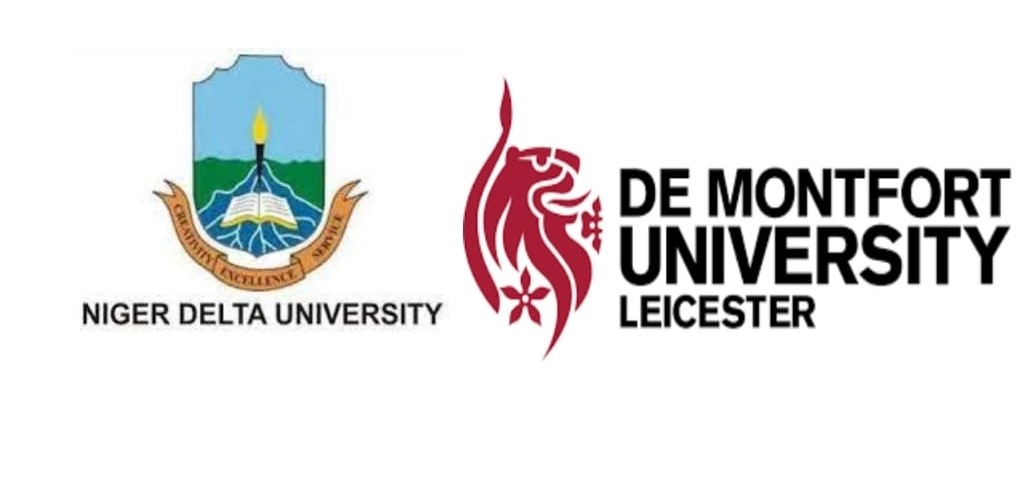 CREATIVITY
EXCELLENCE
SERVICE
NIGER DELTA UNIVERSITY
DE MONTFORT
UNIVERSITY
LEICESTER